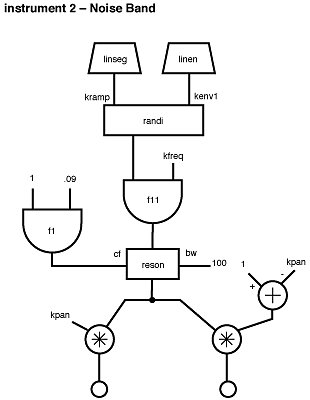 instrument 2 – Noise Band
linseg
linen
kramp
kenv1
randi
kfreq
1
.09
f11
f1
cf
bw
reson
100
1
kpan
+
-
+
kpan
*
*